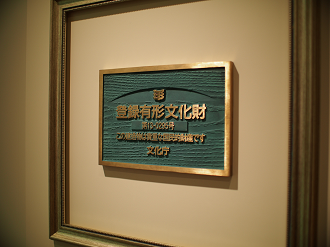 登録有形文化財
この建造物は貴重な国民的財産です
文化庁